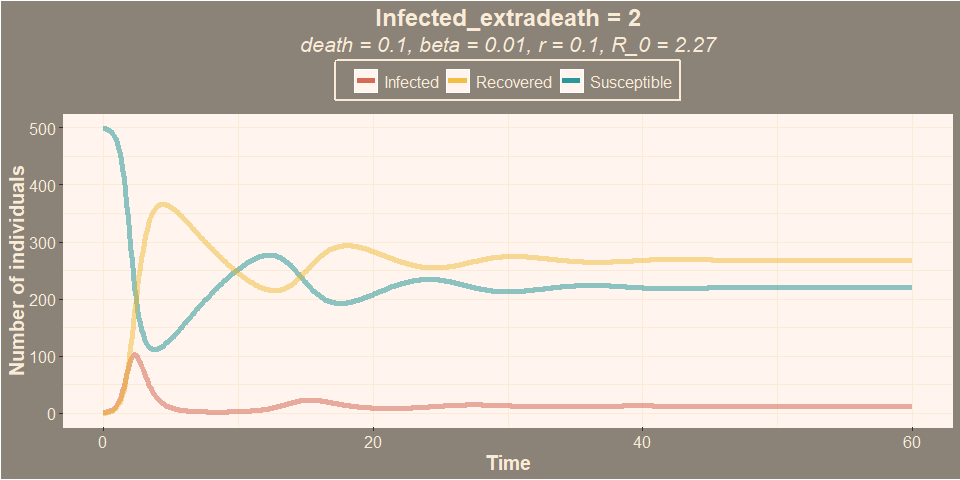 Infected_extradeath = 2
death = 0.1, beta = 0.01, r = 0.1, R_0 = 2.27
Infected Recovered Susceptible
Number of individuals
500
400
300
200
100
0
0 20 40 60
Time